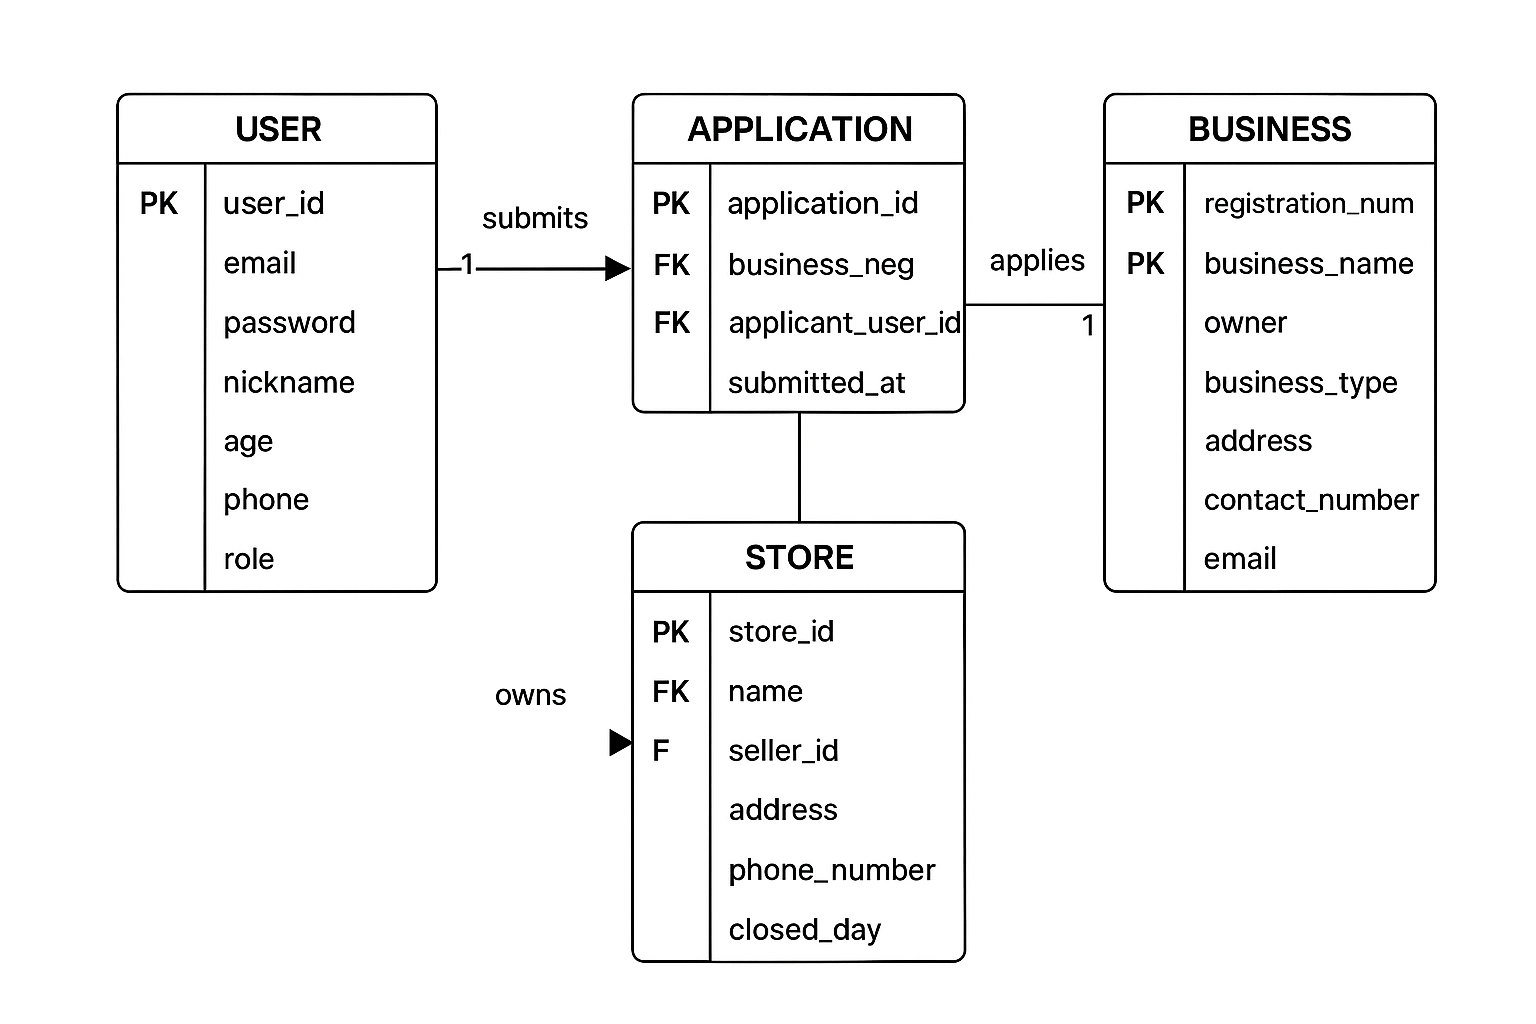 USER
PK user_id
email
password
nickname
age
phone
role
submits
1
APPLICATION
PK application_id
FK business_neg
FK applicant_user_id
submitted_at
applies
1
BUSINESS
PK registration_num
PK business_name
owner
business_type
address
contact_number
email
owns
STORE
PK store_id
FK name
F seller_id
address
phone_number
closed_day